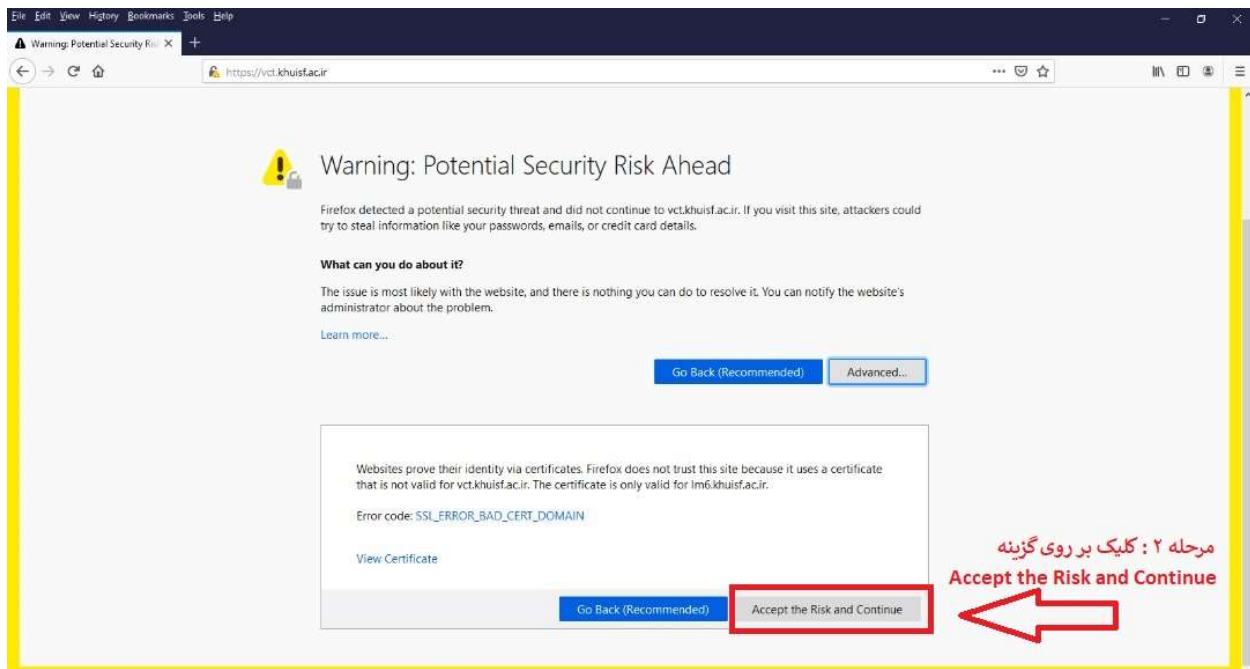 File Edit View History Bookmarks Tools Help
Warning: Potential Security Ris
https://vct.khuisf.ac.ir
Warning: Potential Security Risk Ahead
Firefox detected a potential security threat and did not continue to vct.khuisf.ac.ir. If you visit this site, attackers could
try to steal information like your passwords, emails, or credit card details.
What can you do about it?
The issue is most likely with the website, and there is nothing you can do to resolve it. You can notify the website's
administrator about the problem.
Learn more...
Go Back (Recommended) Advanced...
Websites prove their identity via certificates. Firefox does not trust this site because it uses a certificate
that is not valid for vct.khuisf.ac.ir. The certificate is only valid for lm6.khuisf.ac.ir.
Error code: SSL_ERROR_BAD_CERT_DOMAIN
View Certificate
مرحله ۲ : کلیک بر روی گزینه
Accept the Risk and Continue
Go Back (Recommended) Accept the Risk and Continue